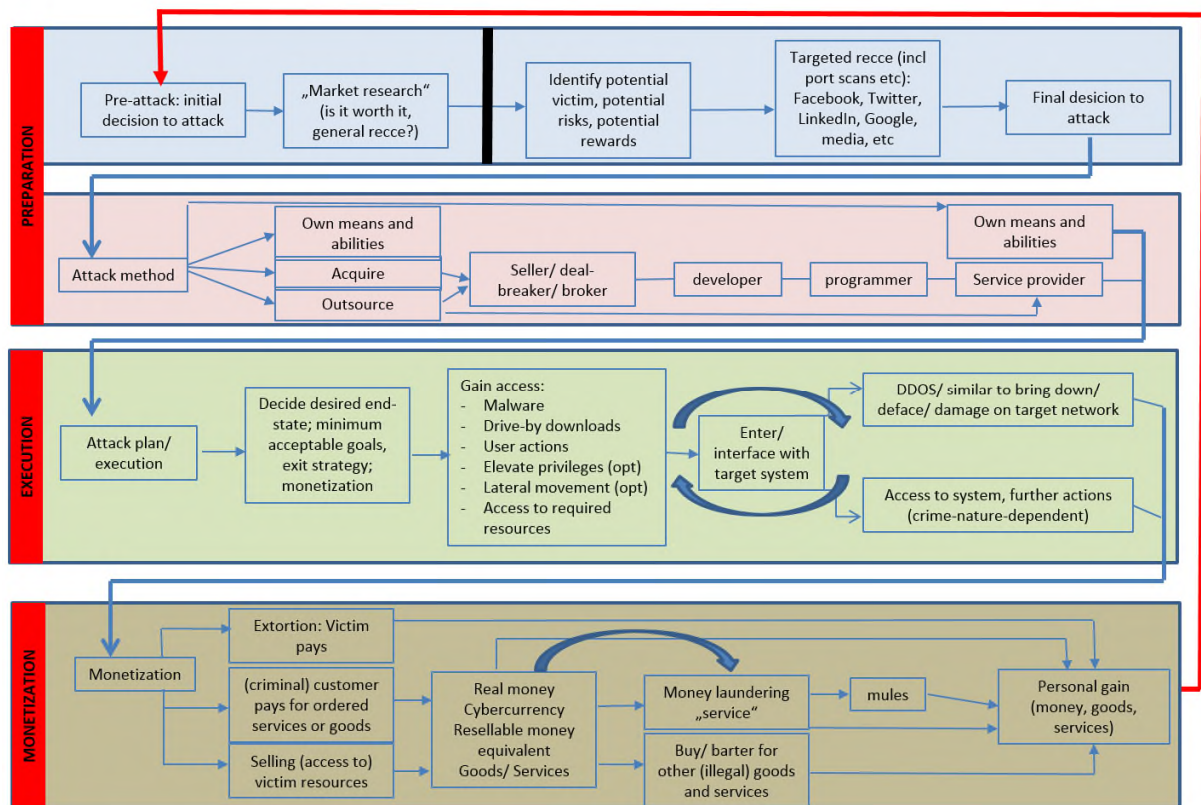 PREPARATION
Pre-attack: initial
decision to attack
„Market research“
(is it worth it,
general recce?)
Identify potential
victim, potential
risks, potential
rewards
Targeted recce (incl
port scans etc):
Facebook, Twitter,
LinkedIn, Google,
media, etc
Final desicion to
attack
Attack method
Own means and
abilities
Acquire
Outsource
Seller/ deal-
breaker/ broker
developer
programmer
Own means and
abilities
Service provider
EXECUTION
Attack plan/
execution
Decide desired end-
state; minimum
acceptable goals,
exit strategy;
monetization
Gain access:
- Malware
- Drive-by downloads
- User actions
- Elevate privileges (opt)
- Lateral movement (opt)
- Access to required
resources
Enter/
interface with
target system
DDOS/ similar to bring down/
deface/ damage on target network
Access to system, further actions
(crime-nature-dependent)
MONETIZATION
Monetization
Extortion: Victim
pays
(criminal) customer
pays for ordered
services or goods
Selling (access to)
victim resources
Real money
Cybercurrency
Resellable money
equivalent
Goods/ Services
Money laundering
„service“
mules
Buy/ barter for
other (illegal) goods
and services
Personal gain
(money, goods,
services)